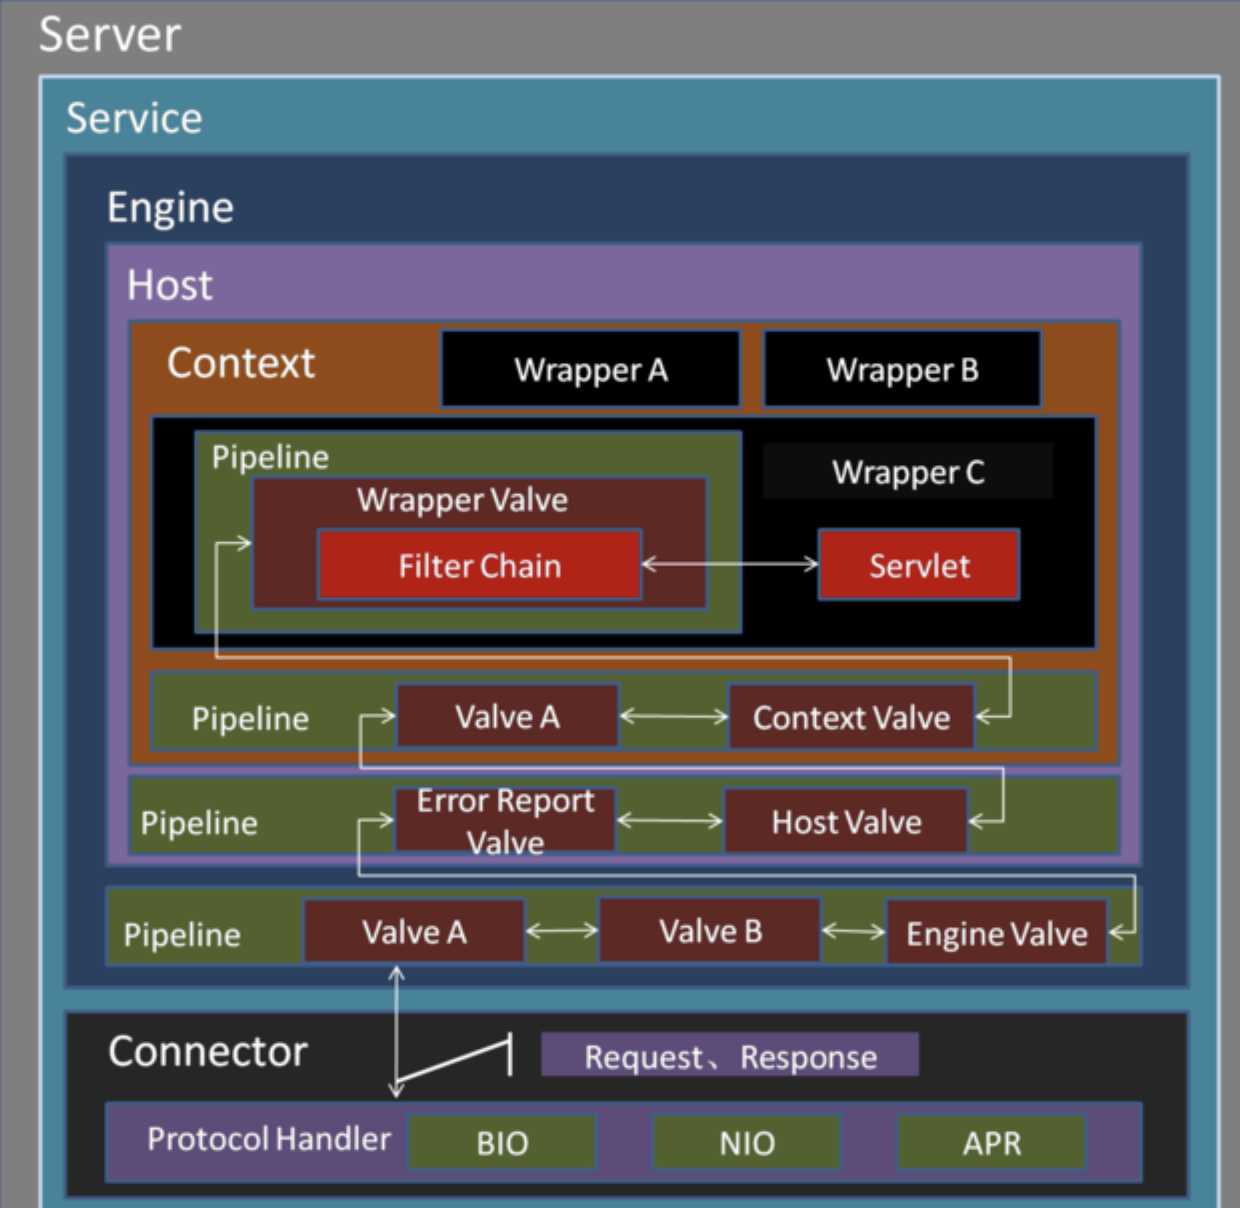 Server
Service
Engine
Host
Context
Wrapper A
Wrapper B
Pipeline
Wrapper C
Wrapper Valve
Filter Chain
Servlet
Pipeline
Valve A
Context Valve
Pipeline
Error Report
Valve
Host Valve
Pipeline
Valve A
Valve B
Engine Valve
Connector
Request、Response
Protocol Handler
BIO
NIO
APR